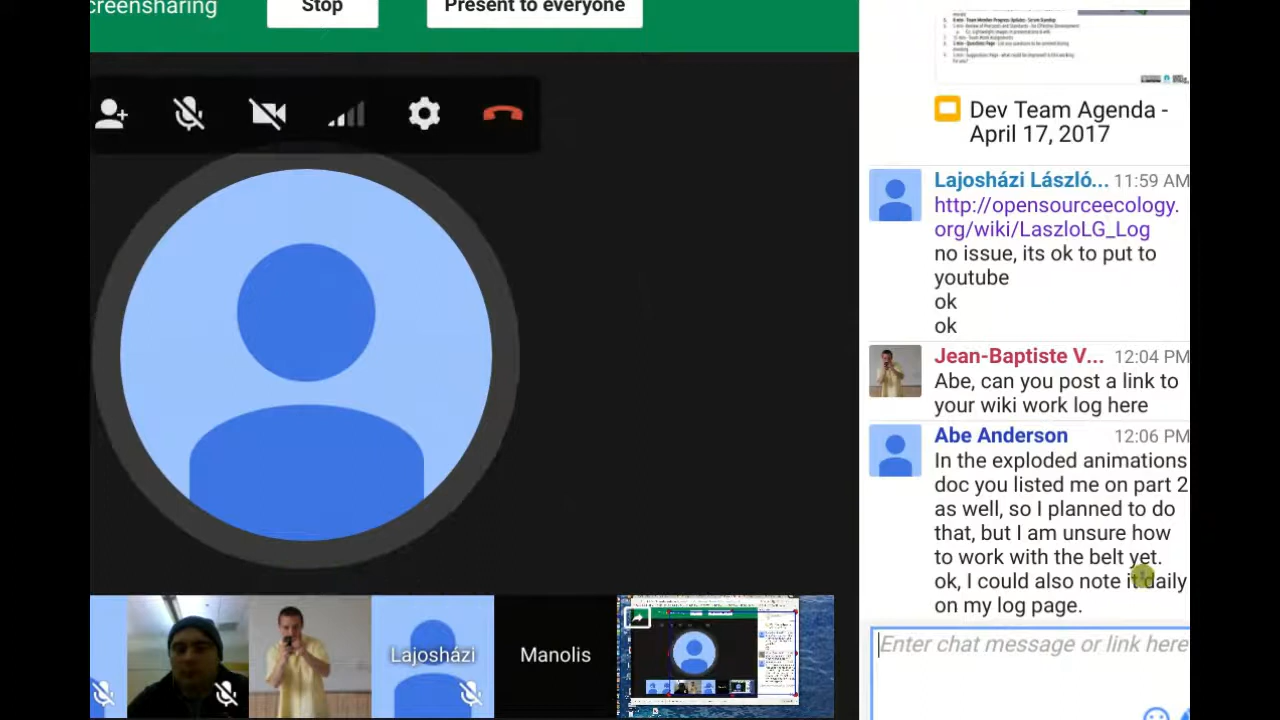 creensharing
Stop
Present to everyone
Dev Team Agenda -
April 17, 2017
Lajosházi László... 11:59 AM
http://opensourceecology.
org/wiki/LaszloLG_Log
no issue, its ok to put to
youtube
ok
ok
Jean-Baptiste V... 12:04 PM
Abe, can you post a link to
your wiki work log here
Abe Anderson 12:06 PM
In the exploded animations
doc you listed me on part 2
as well, so I planned to do
that, but I am unsure how
to work with the belt yet.
ok, I could also note it daily
on my log page.
Enter chat message or link here
Lajosházi
Manolis